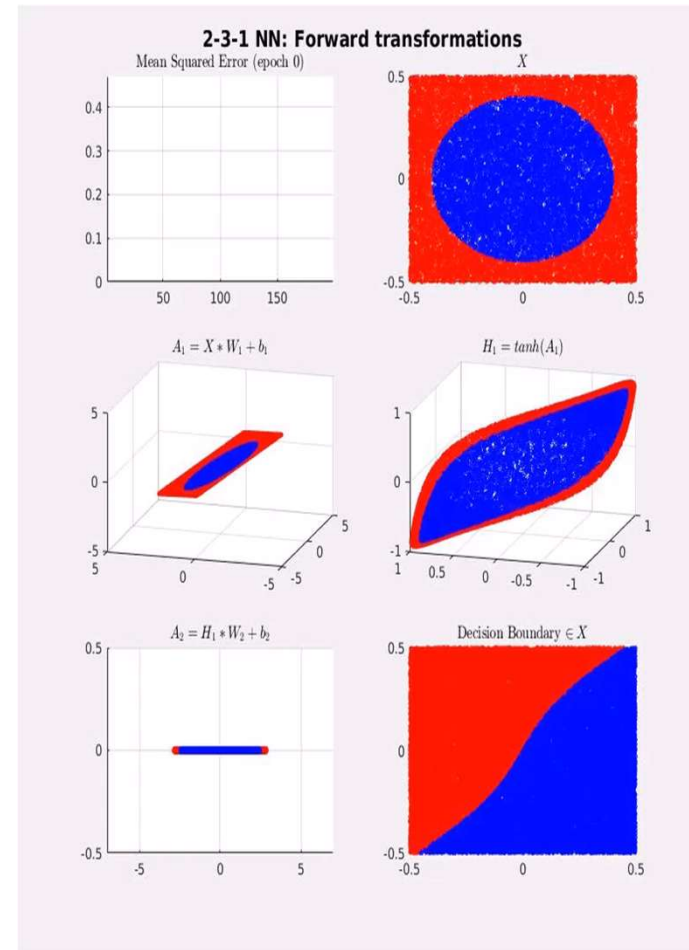 2-3-1 NN: Forward transformations
Mean Squared Error (epoch 0)
0.4
0.3
0.2
0.1
0
50 100 150
X
0.5
0
-0.5
-0.5 0 0.5
A₁ = X * W₁ + b₁
5
0
-5
5 0 -5
-5 0 5
H₁ = tanh(A₁)
1
0
-1
1 0.5 0 -0.5 -1
-1 0 1
A₂ = H₁ * W₂ + b₂
0.5
0
-0.5
-5 0 5
Decision Boundary ∈ X
0.5
0
-0.5
-0.5 0 0.5